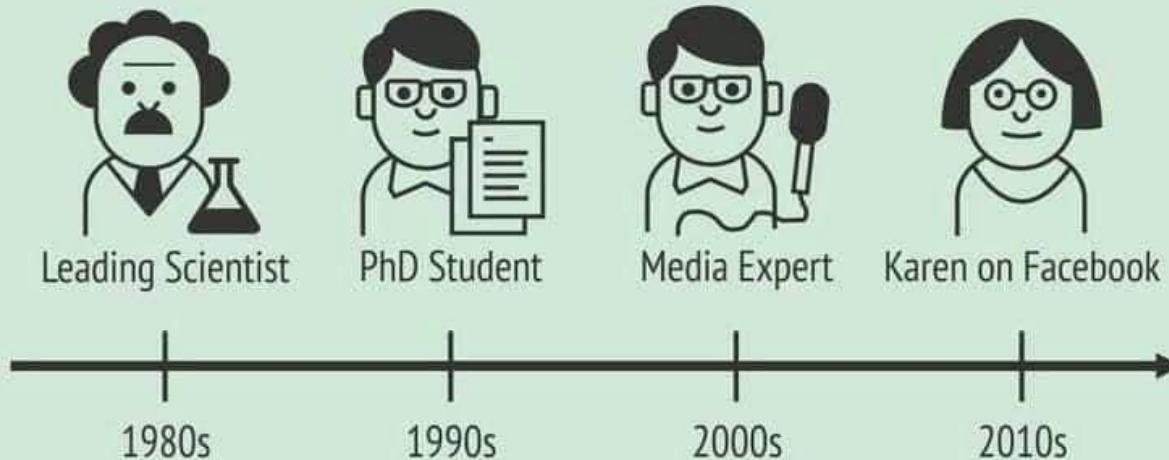 Leading Scientist
PhD Student
Media Expert
Karen on Facebook
1980s
1990s
2000s
2010s